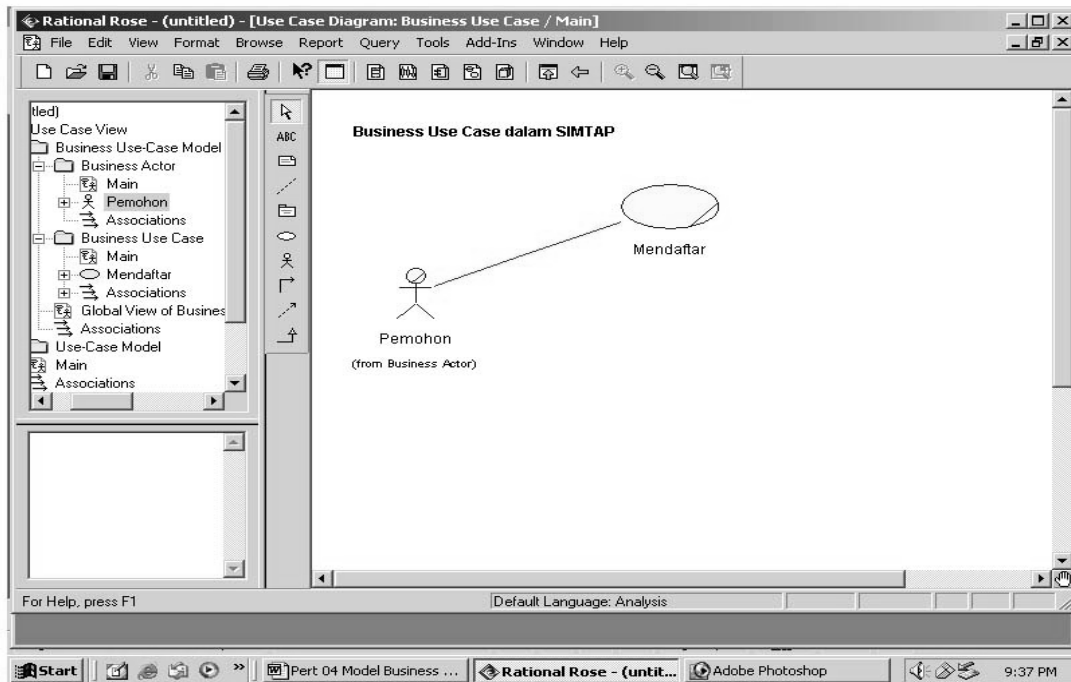 Rational Rose - (untitled) - [Use Case Diagram: Business Use Case / Main]
File Edit View Format Browse Report Query Tools Add-Ins Window Help
tled)
Use Case View
Business Use-Case Model
Business Actor
Main
Pemohon
Associations
Business Use Case
Main
Mendaftar
Associations
Global View of Busines
Associations
Use-Case Model
Main
Associations
ABC
Business Use Case dalam SIMTAP
Mendaftar
Pemohon
(from Business Actor)
For Help, press F1
Default Language: Analysis
Start
Pert 04 Model Business ...
Rational Rose - (untit...
Adobe Photoshop
9:37 PM